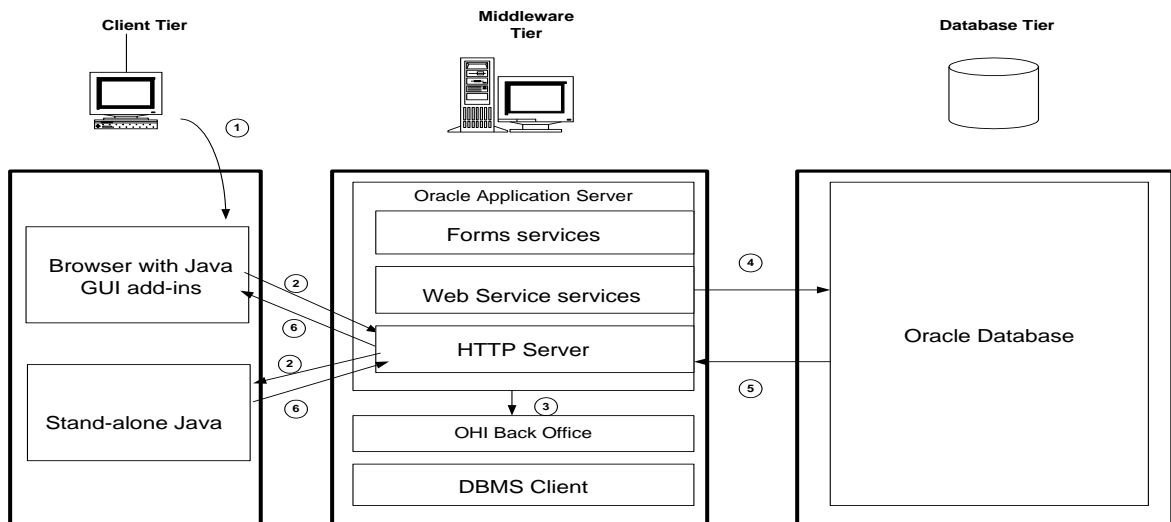 Client Tier
Middleware
Tier
Database Tier
1
Oracle Application Server
Forms services
Browser with Java
GUI add-ins
2
4
Web Service services
6
HTTP Server
Oracle Database
2
5
6
3
Stand-alone Java
OHI Back Office
DBMS Client